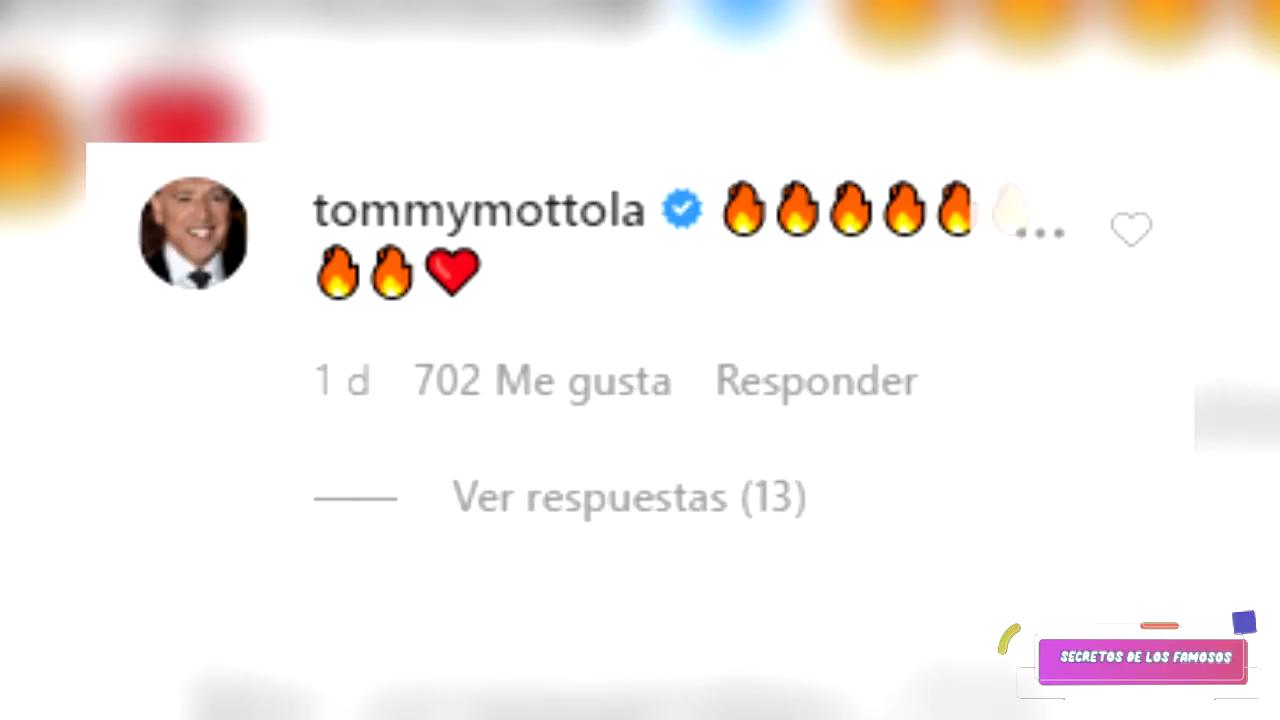 tommymottola 🔥🔥🔥🔥🔥🔥
🔥🔥❤️
1 d 702 Me gusta Responder
Ver respuestas (13)
SECRETOS DE LOS FAMOSOS